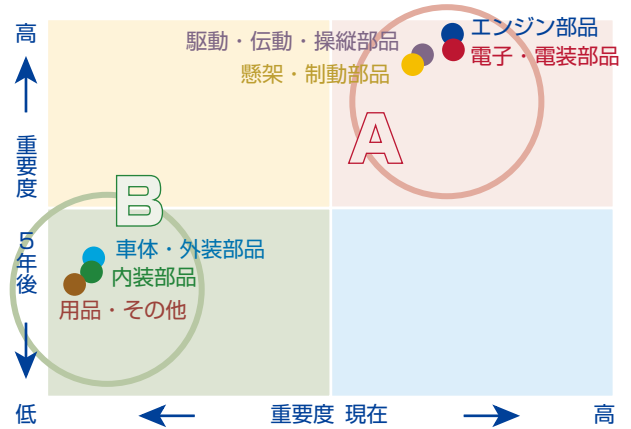 高
エンジン部品
駆動・伝動・操縦部品
電子・電装部品
懸架・制動部品
A
重要度
B
5年後
車体・外装部品
内装部品
用品・その他
低
重要度 現在
高